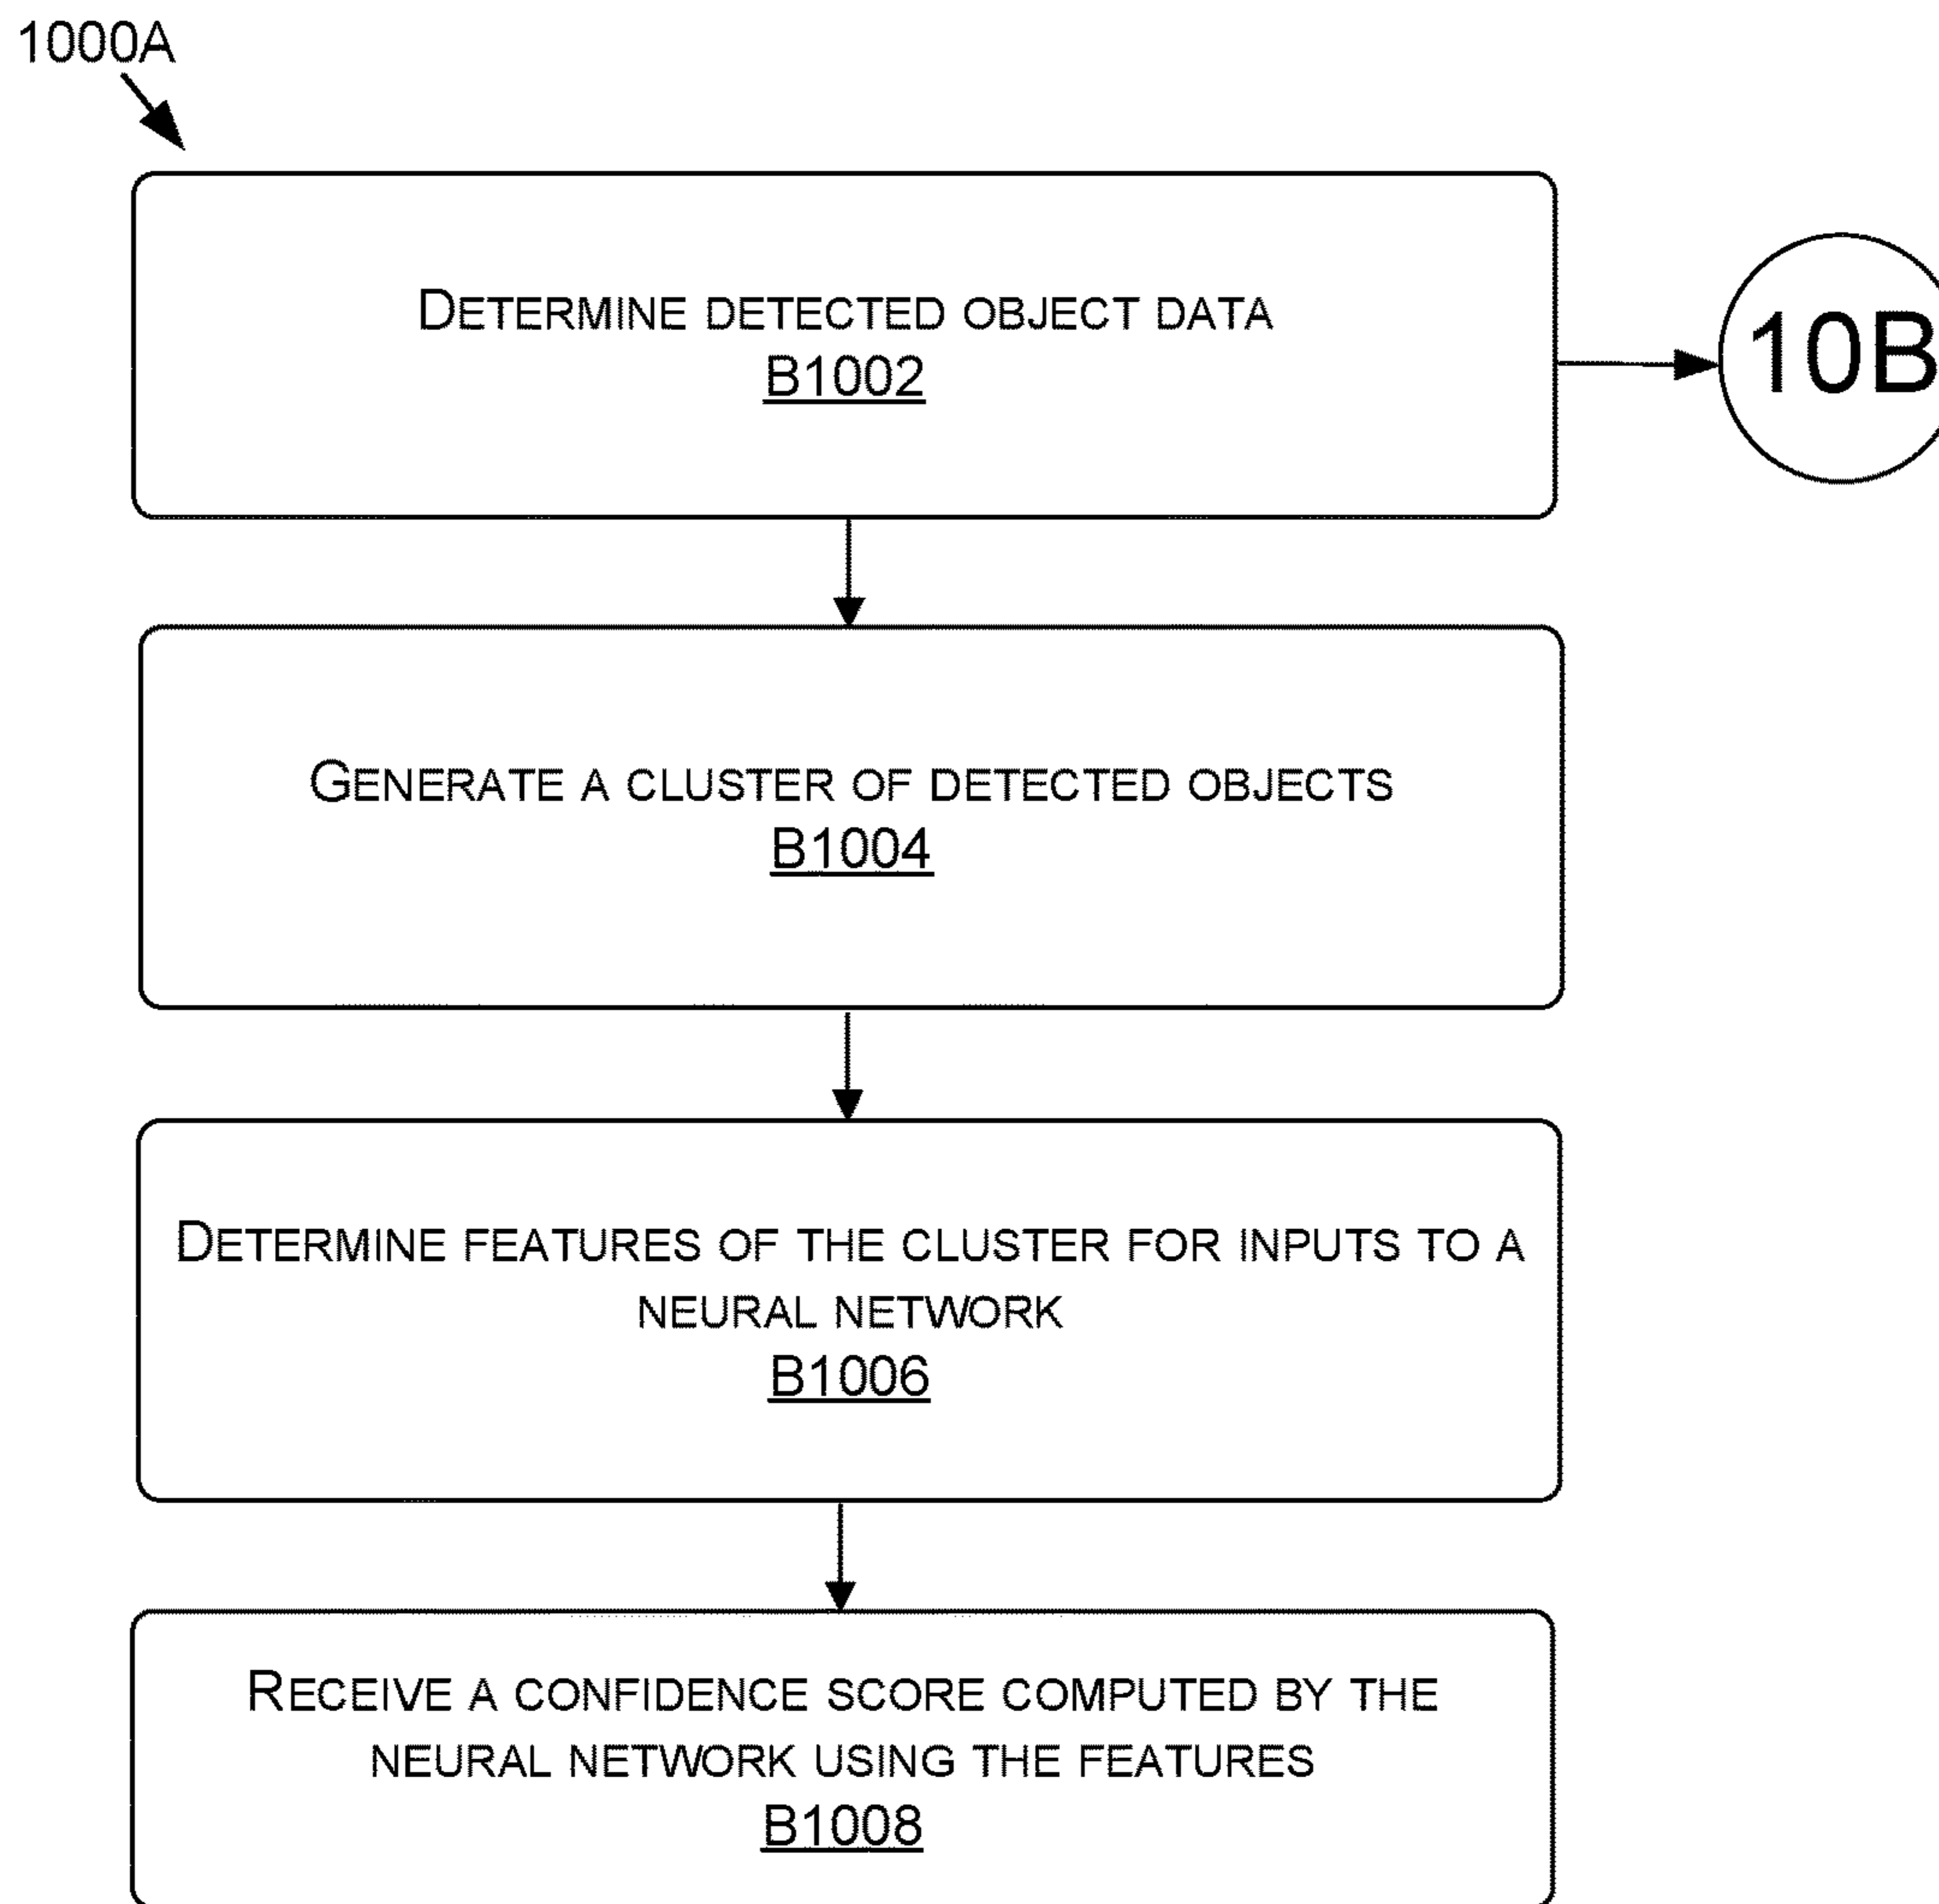 1000A
DETERMINE DETECTED OBJECT DATA
B1002
10B
GENERATE A CLUSTER OF DETECTED OBJECTS
B1004
DETERMINE FEATURES OF THE CLUSTER FOR INPUTS TO A
NEURAL NETWORK
B1006
RECEIVE A CONFIDENCE SCORE COMPUTED BY THE
NEURAL NETWORK USING THE FEATURES
B1008